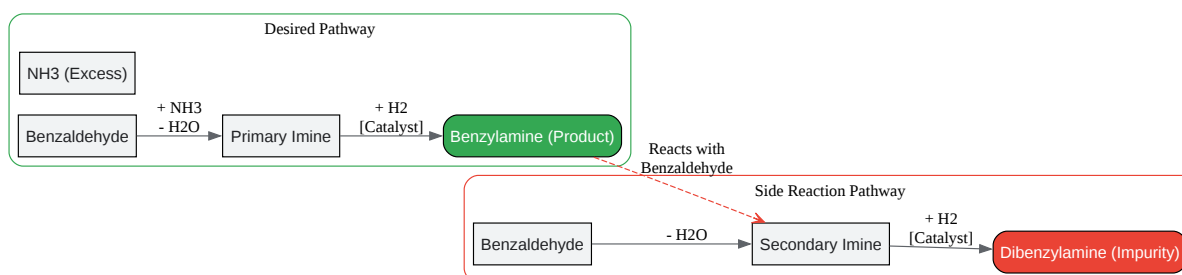 Desired Pathway
NH3 (Excess)
Benzaldehyde
+ NH3
- H2O
Primary Imine
+ H2
[Catalyst]
Benzylamine (Product)
Reacts with
Benzaldehyde
Side Reaction Pathway
Benzaldehyde
- H2O
Secondary Imine
+ H2
[Catalyst]
Dibenzylamine (Impurity)